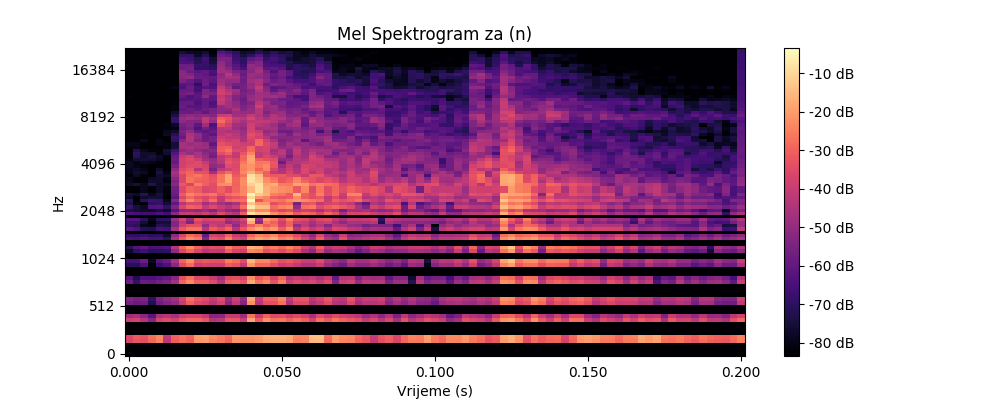 Mel Spektrogram za (n)
Hz
16384
8192
4096
2048
1024
512
0
0.000 0.050 0.100 0.150 0.200
Vrijeme (s)
-10 dB
-20 dB
-30 dB
-40 dB
-50 dB
-60 dB
-70 dB
-80 dB